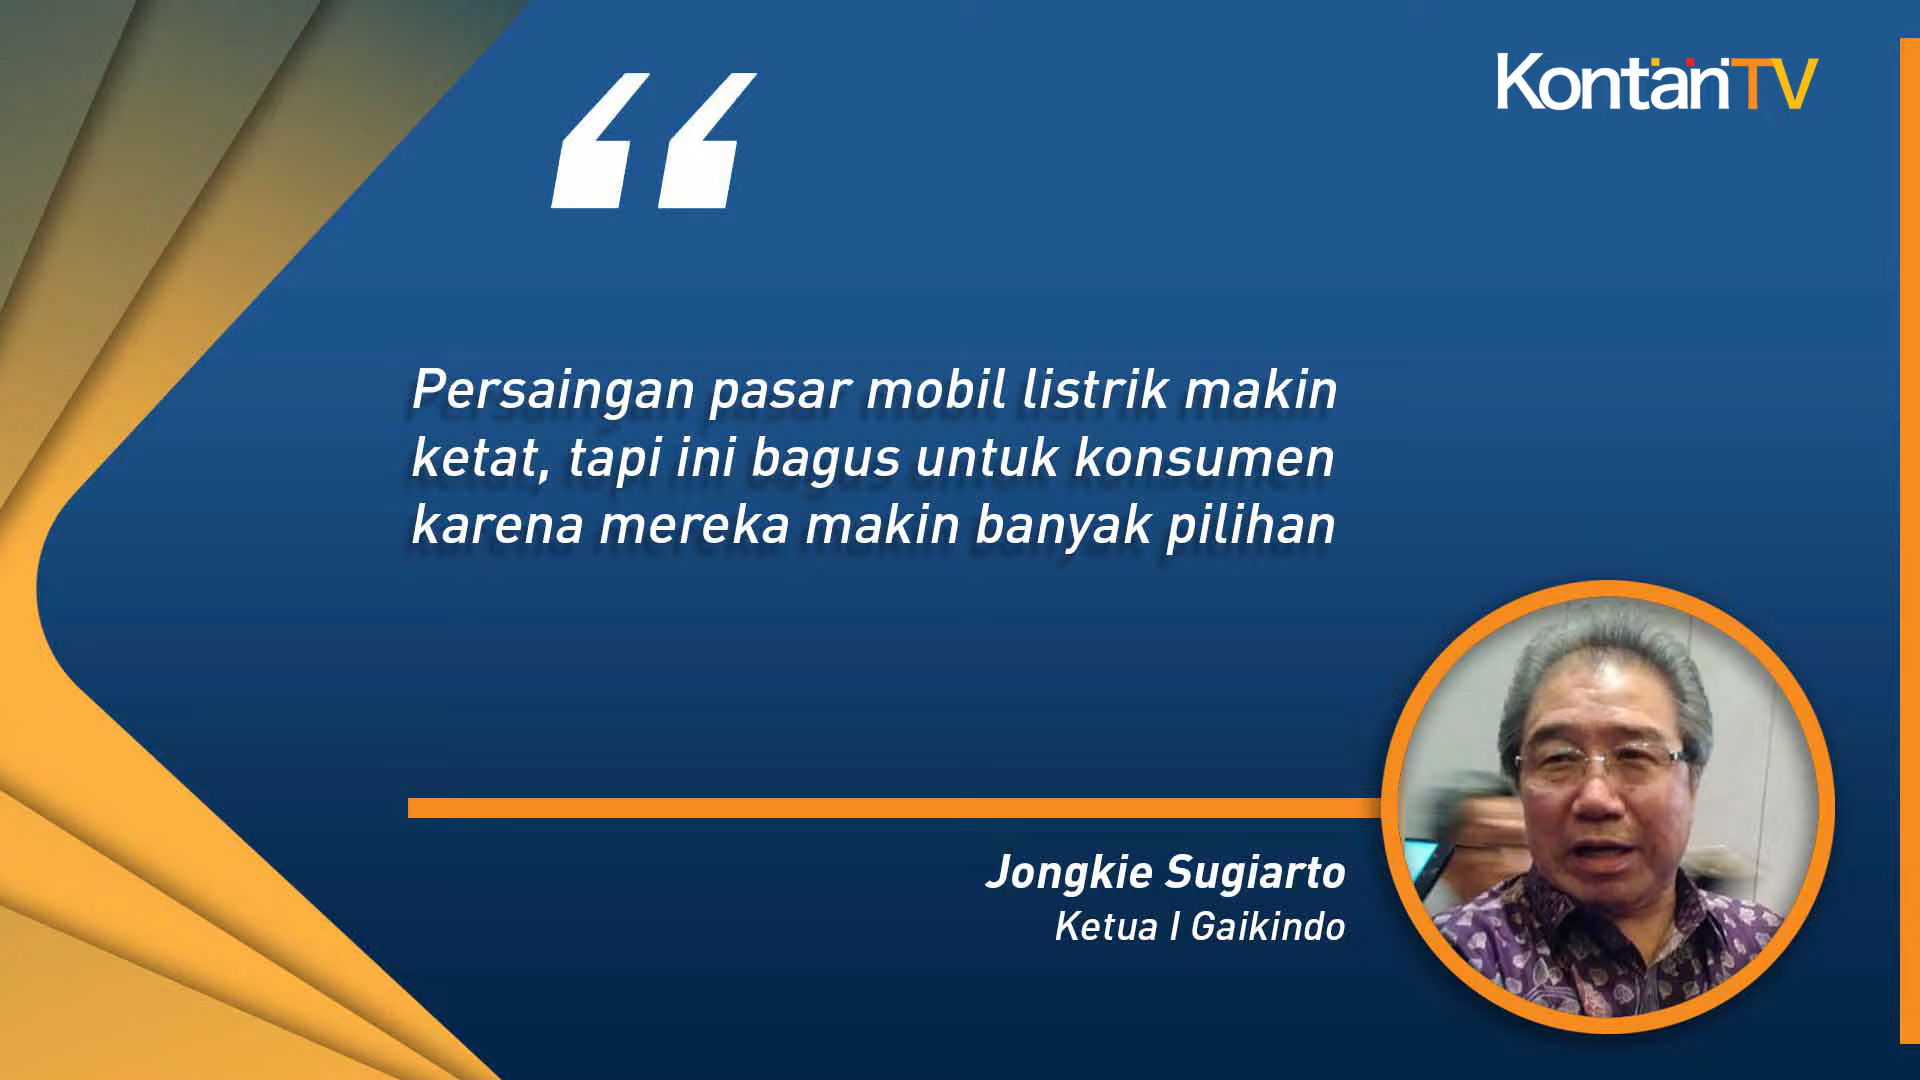 “
KontanTV
Persaingan pasar mobil listrik makin
ketat, tapi ini bagus untuk konsumen
karena mereka makin banyak pilihan
Jongkie Sugiarto
Ketua I Gaikindo